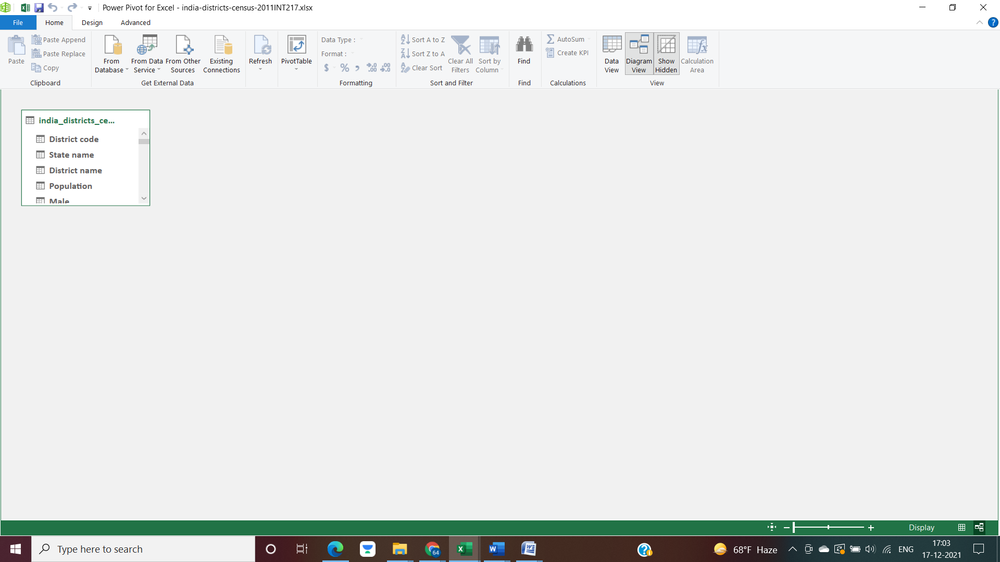 Power Pivot for Excel - india-districts-census-2011INT217.xlsx
File Home Design Advanced
Paste
Paste Append
Paste Replace
Copy
Clipboard
From Database
From Data Service
From Other Sources
Existing Connections
Get External Data
Refresh
PivotTable
Data Type :
Format :
$ % , .00 .00
Formatting
Sort A to Z
Sort Z to A
Clear Sort
Clear All Filters
Sort by Column
Sort and Filter
Find
Find
AutoSum
Create KPI
Calculations
Data View
Diagram View
Show Hidden
Calculation Area
View
india_districts_ce...
District code
State name
District name
Population
Male
Display
Type here to search
64
68°F Haze
ENG
17:03
17-12-2021